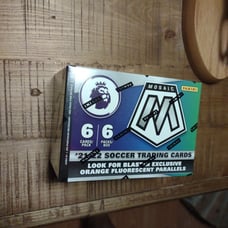 MOSAIC
PANINI
6 6
CARDS/ PACKS/
PACK BOX
'21-22 SOCCER TRADING CARDS
LOOK FOR BLASTER EXCLUSIVE
ORANGE FLUORESCENT PARALLELS